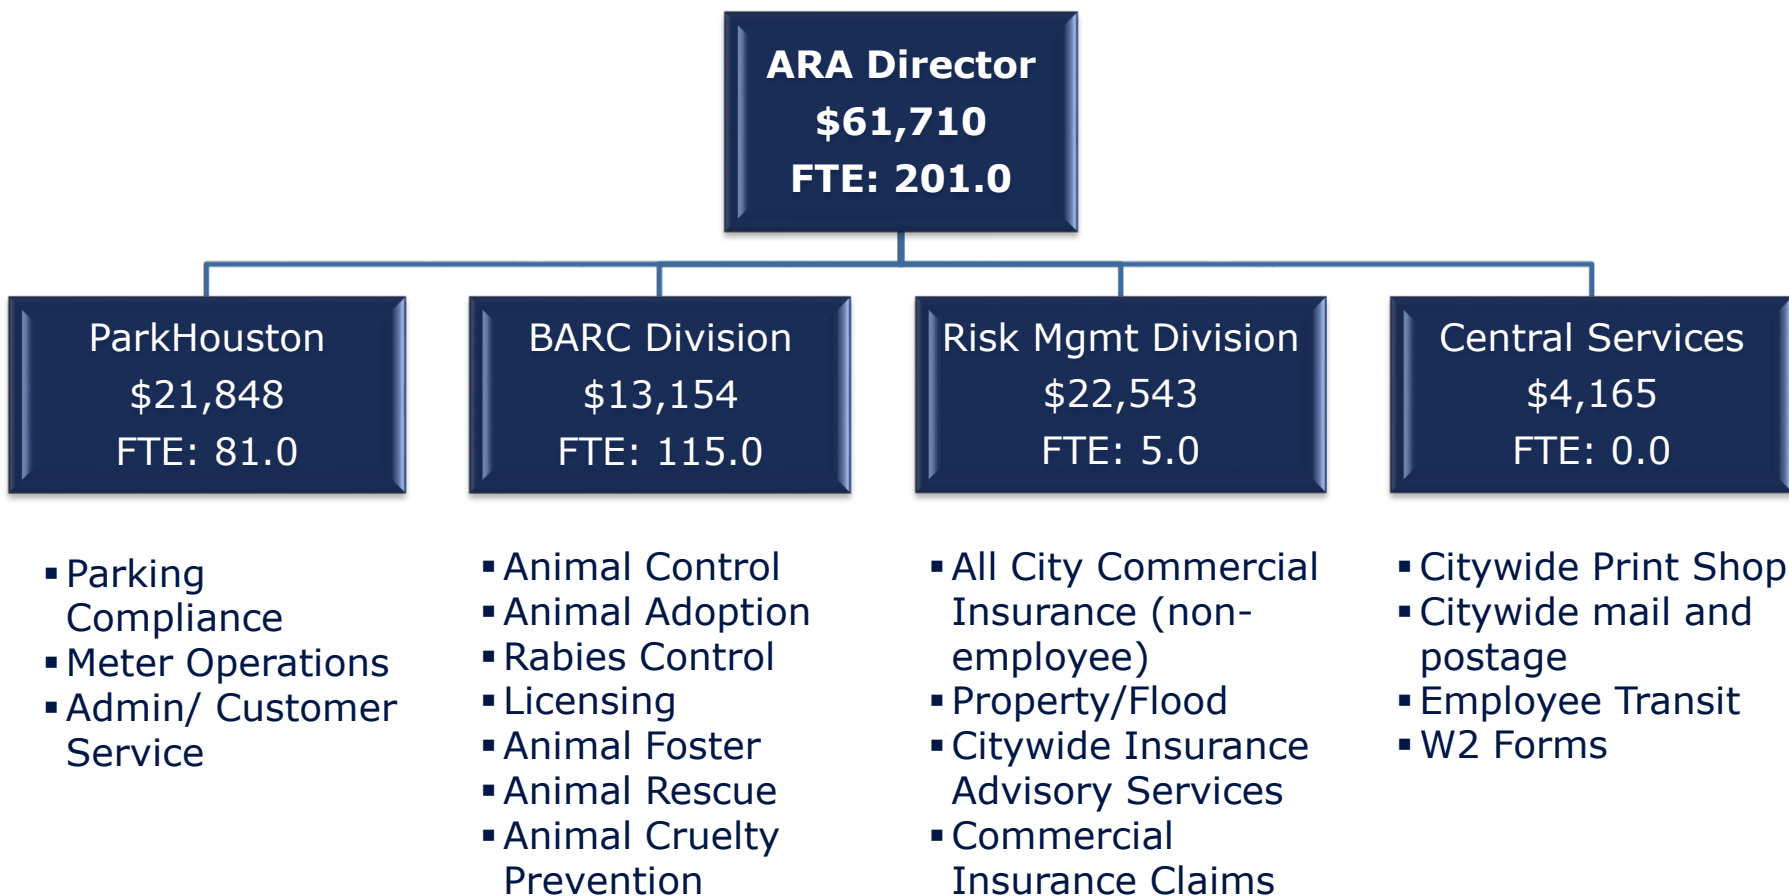 ARA Director
$61,710
FTE: 201.0
ParkHouston
$21,848
FTE: 81.0
BARC Division
$13,154
FTE: 115.0
Risk Mgmt Division
$22,543
FTE: 5.0
Central Services
$4,165
FTE: 0.0
▪ Parking
Compliance
▪ Meter Operations
▪ Admin/ Customer
Service
▪ Animal Control
▪ Animal Adoption
▪ Rabies Control
▪ Licensing
▪ Animal Foster
▪ Animal Rescue
▪ Animal Cruelty
Prevention
▪ All City Commercial
Insurance (non-
employee)
▪ Property/Flood
▪ Citywide Insurance
Advisory Services
▪ Commercial
Insurance Claims
▪ Citywide Print Shop
▪ Citywide mail and
postage
▪ Employee Transit
▪ W2 Forms